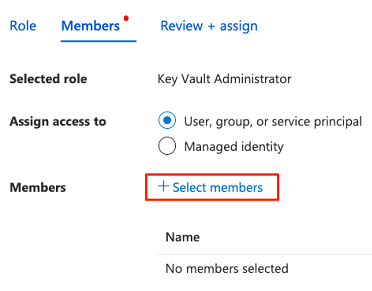 Role Members Review + assign
Selected role Key Vault Administrator
Assign access to User, group, or service principal
Managed identity
Members + Select members
Name
No members selected